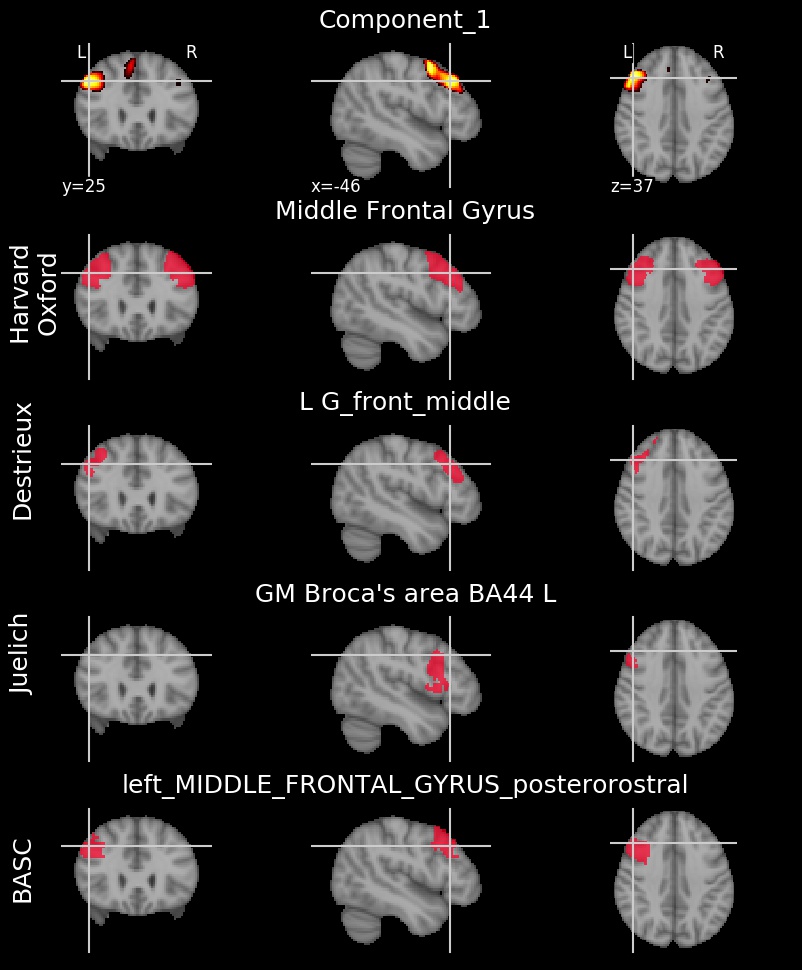 Component_1
L R
L R
y=25
x=-46
z=37
Middle Frontal Gyrus
Harvard
Oxford
L G_front_middle
Destrieux
GM Broca's area BA44 L
Juelich
left_MIDDLE_FRONTAL_GYRUS_posterorostral
BASC